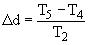 Δd = (T₅ − T₄) / T₂